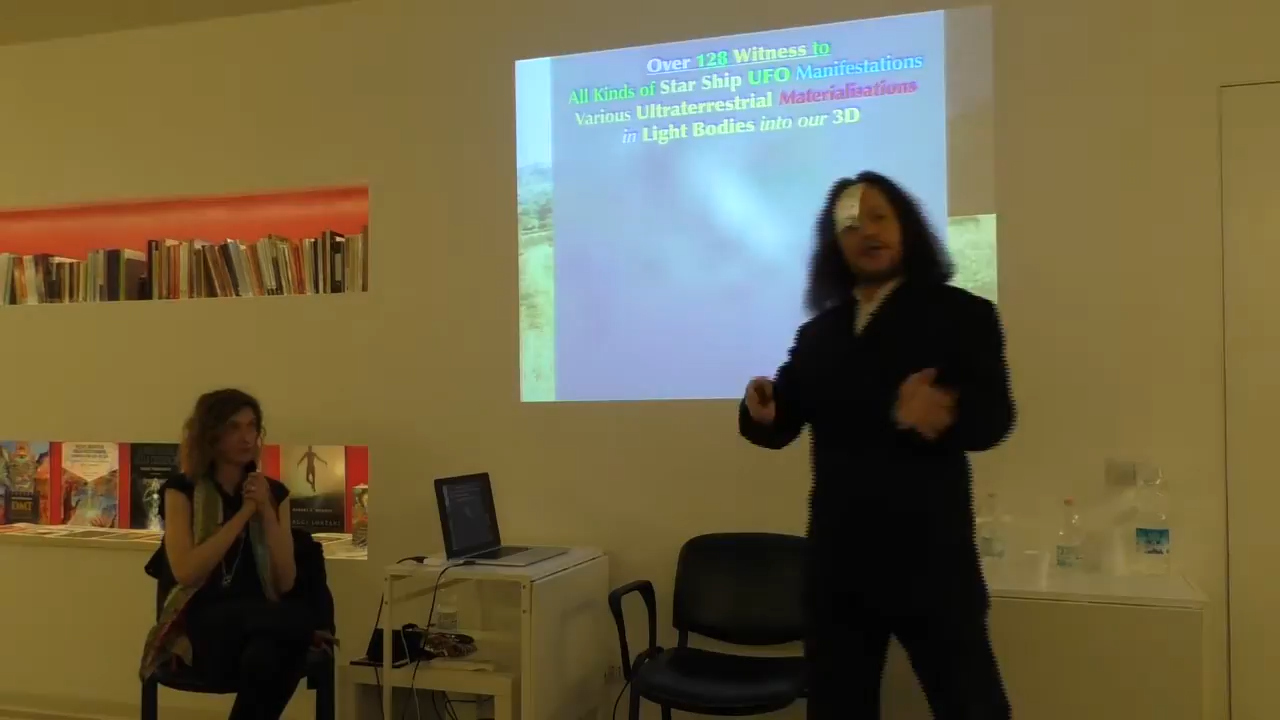 Over 128 Witness to
All Kinds of Star Ship UFO Manifestations
Various Ultraterrestrial Materialisations
in Light Bodies into our 3D
DMT